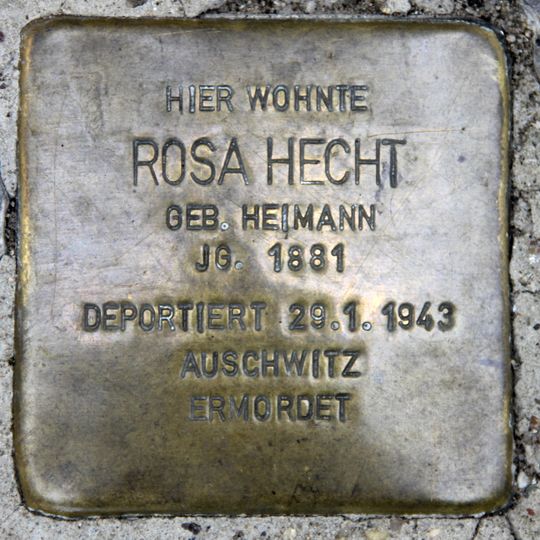 HIER WOHNTE
ROSA HECHT
GEB. HEIMANN
JG. 1881
DEPORTIERT 29.1.1943
AUSCHWITZ
ERMORDET